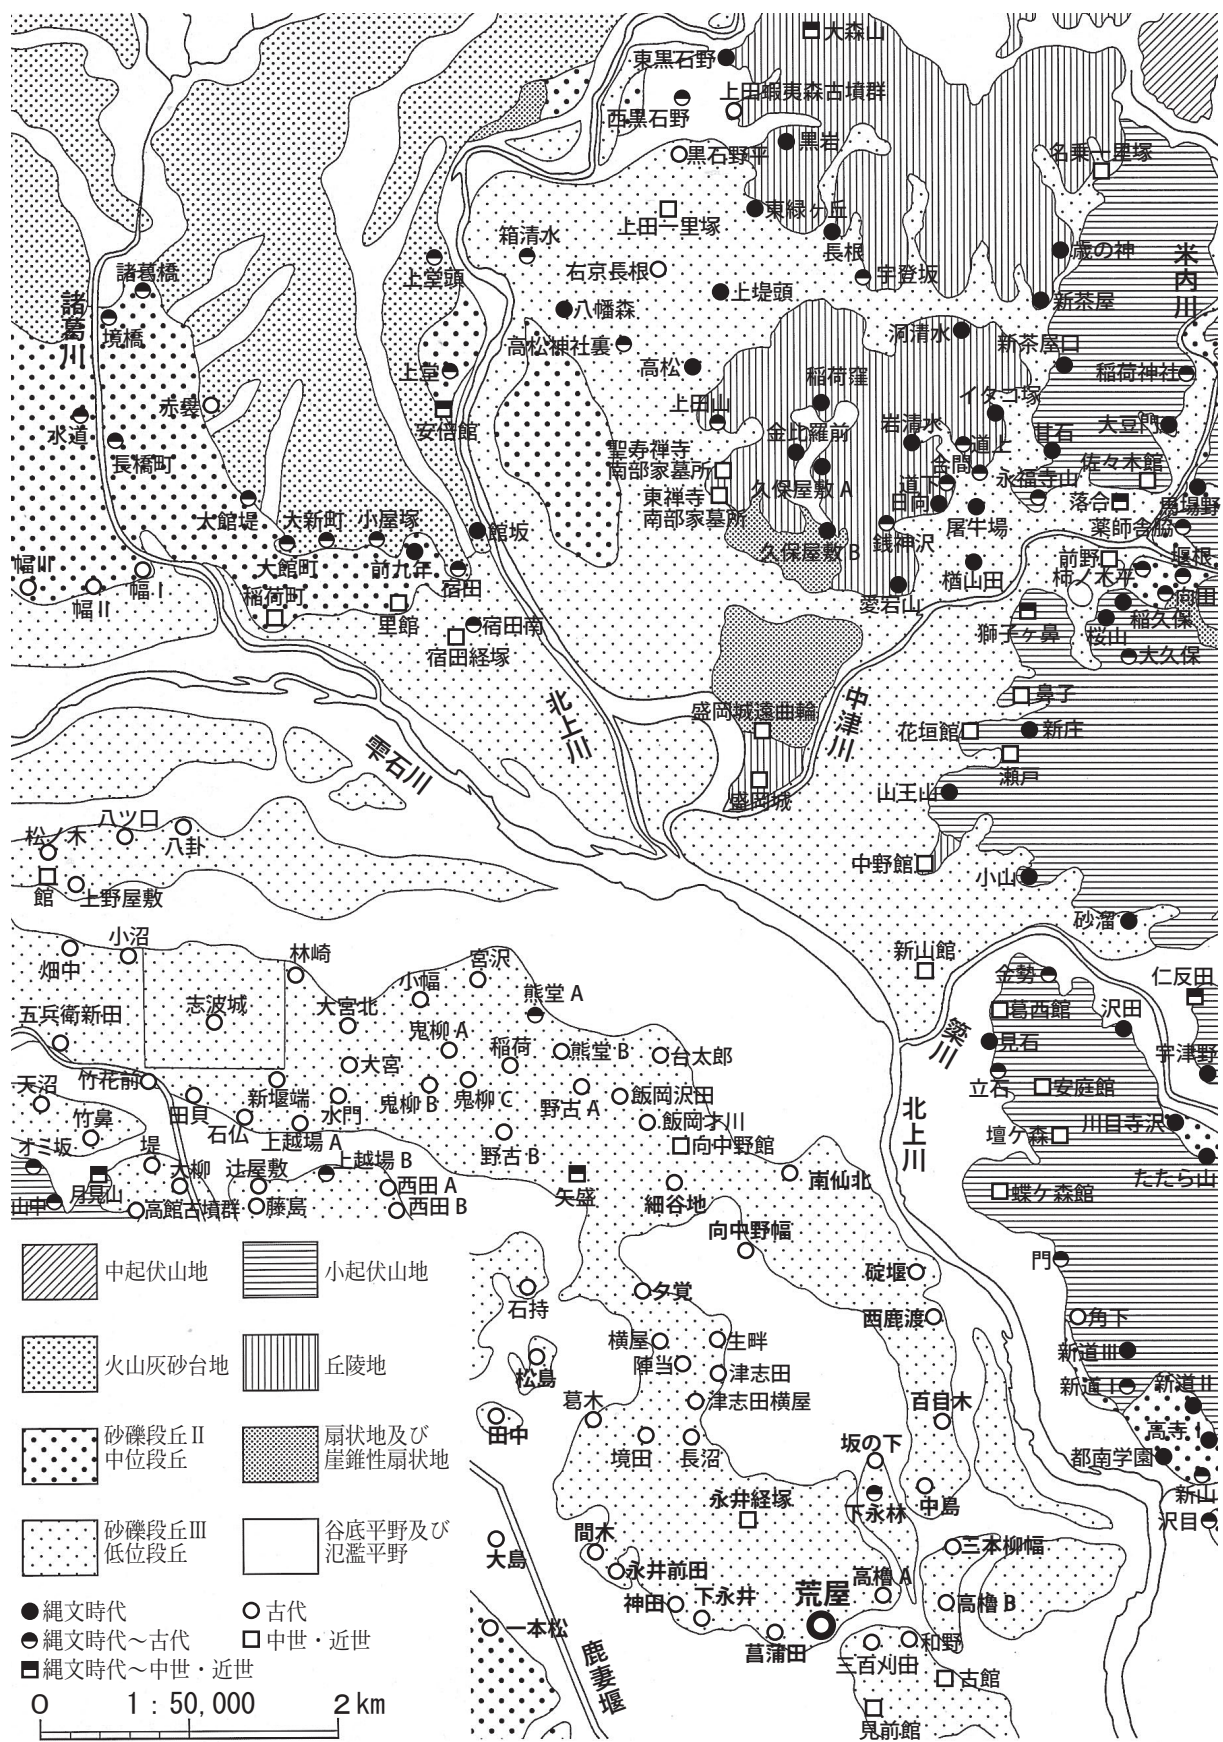 大森山
東黒石野
上田蝦夷森古墳群
西黒石野
黒岩
黒石野平
名乗一里塚
東緑ヶ丘
上田一里塚
長根
箱清水
歳の神
米内川
諸葛橋
上堂頭
右京長根
宇登坂
諸葛川
上堤頭
新茶屋
境橋
八幡森
洞清水
新茶屋口
高松神社裏
高松
稲荷窪
稲荷神社
上堂
赤袰
上田山
イタコ塚
安倍館
水道
岩清水
大豆門
長橋町
金比羅前
道上
甘石
聖寿禅寺
南部家墓所
合間
佐々木館
東禅寺
南部家墓所
久保屋敷 A
道下
永福寺山
日向
落合
馬場野
太館堤
大新町
小屋塚
館坂
久保屋敷 B
銭神沢
屠牛場
薬師舎脇
大館町
前九年
前野
堰根
幅Ⅲ
幅Ⅱ
幅Ⅰ
宿田
楢山田
柿ノ木平
向田
稲荷町
里館
愛宕山
稲久保
宿田南
獅子ヶ鼻
桜山
宿田経塚
大久保
北上川
中津川
鼻子
盛岡城遠曲輪
花垣館
新庄
雫石川
瀬戸
盛岡城
山王山
松ノ木
八ツ口
八卦
中野館
小山
館
上野屋敷
砂溜
小沼
畑中
林崎
宮沢
新山館
小幅
金勢
仁反田
五兵衛新田
志波城
大宮北
熊堂 A
葛西館
沢田
鬼柳 A
稲荷
熊堂 B
台太郎
簗川
見石
宇津野
天沼
竹花前
大宮
立石
安庭館
田貝
新堰端
水門
鬼柳 B
鬼柳 C
野古 A
飯岡沢田
竹鼻
石仏
上越場 A
飯岡才川
北上川
川目寺沢
オミ坂
堤
野古 B
向中野館
壇ケ森
月見山
大柳
辻屋敷
上越場 B
矢盛
南仙北
たたら山
山中
高館古墳群
藤島
西田 A
西田 B
細谷地
蝶ケ森館
向中野幅
門
中起伏山地
小起伏山地
石持
夕覚
碇堰
西鹿渡
角下
火山灰砂台地
丘陵地
横屋
生畔
松島
陣当
津志田
新道Ⅲ
葛木
津志田横屋
百目木
新道Ⅰ
新道Ⅱ
砂礫段丘Ⅱ
中位段丘
扇状地及び
崖錐性扇状地
田中
境田
長沼
坂の下
高寺
都南学園
永井経塚
下永林
中島
新山
砂礫段丘Ⅲ
低位段丘
谷底平野及び
氾濫平野
大島
間木
三本柳幅
沢目
永井前田
高櫓 A
縄文時代
古代
神田
下永井
荒屋
高櫓 B
縄文時代～古代
中世・近世
一本松
菖蒲田
和野
縄文時代～中世・近世
鹿妻堰
三百刈田
古館
0 1：50,000 2 km
見前館